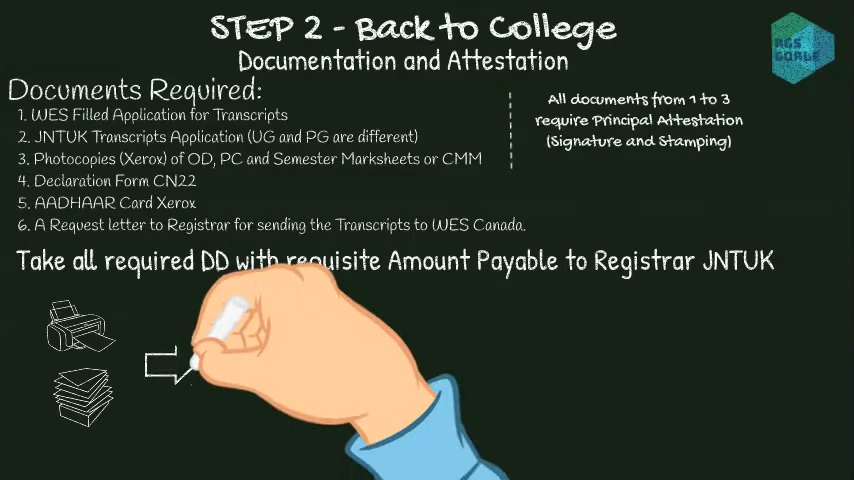 STEP 2 - Back to College
Documentation and Attestation
Documents Required:
1. WES Filled Application for Transcripts
2. JNTUK Transcripts Application (UG and PG are different)
3. Photocopies (Xerox) of OD, PC and Semester Marksheets or CMM
4. Declaration Form CN22
5. AADHAAR Card Xerox
6. A Request letter to Registrar for sending the Transcripts to WES Canada.
All documents from 1 to 3
require Principal Attestation
(Signature and Stamping)
Take all required DD with requisite Amount Payable to Registrar JNTUK